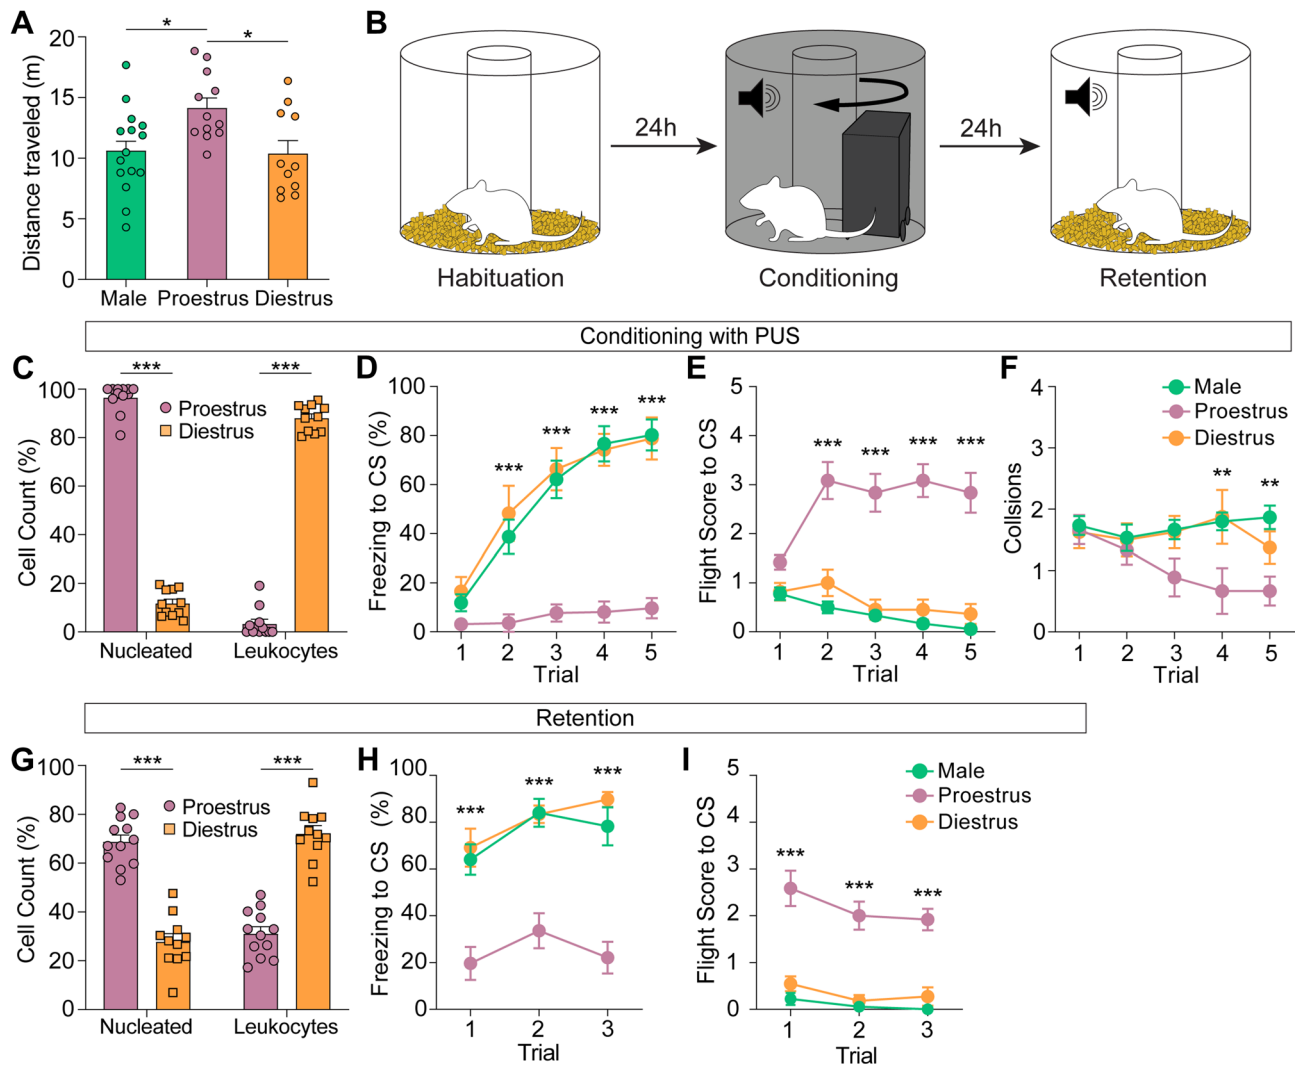 A
*
*
20
15
10
5
0
Distance traveled (m)
Male Proestrus Diestrus
B
24h
24h
Habituation
Conditioning
Retention
Conditioning with PUS
C
***
***
100
80
60
40
20
0
Cell Count (%)
Proestrus
Diestrus
Nucleated
Leukocytes
D
100
80
60
40
20
0
Freezing to CS (%)
***
***
***
***
1 2 3 4 5
Trial
E
5
4
3
2
1
0
Flight Score to CS
***
***
***
***
1 2 3 4 5
Trial
F
4
3
2
1
0
Collisions
Male
Proestrus
Diestrus
**
**
1 2 3 4 5
Trial
Retention
G
***
***
100
80
60
40
20
0
Cell Count (%)
Proestrus
Diestrus
Nucleated
Leukocytes
H
100
80
60
40
20
0
Freezing to CS (%)
***
***
***
1 2 3
Trial
I
5
4
3
2
1
0
Flight Score to CS
Male
Proestrus
Diestrus
***
***
***
1 2 3
Trial